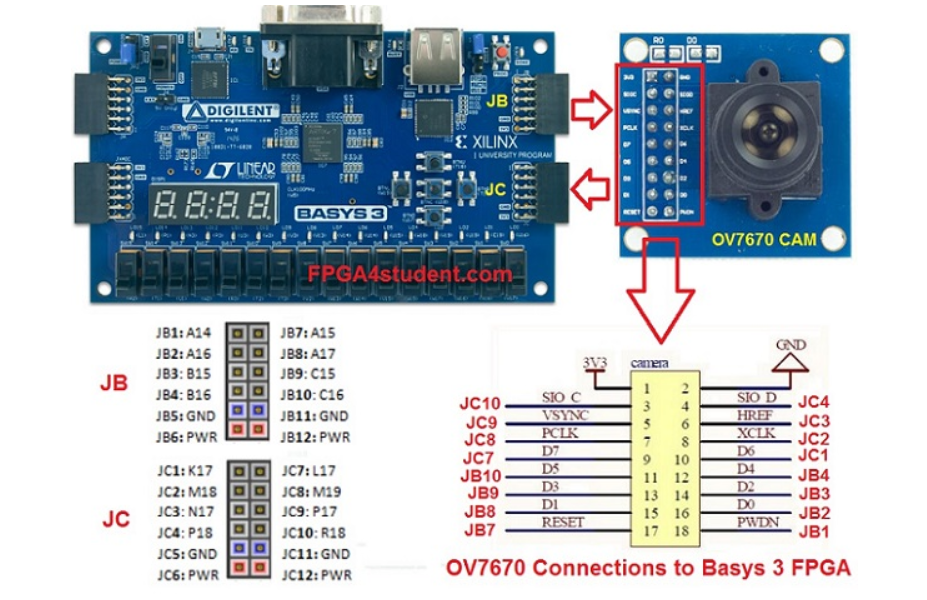 DIGILENT
www.digilentinc.com
LINEAR
TECHNOLOGY
XILINX
UNIVERSITY PROGRAM
BASYS 3
JB
JC
FPGA4student.com
RO DO
3V3 GND
SIOC SIOD
VSYNC HREF
PCLK XCLK
D7 D6
D5 D4
D3 D2
D1 D0
RESET PWDN
OV7670 CAM
JB
JB1: A14 JB7: A15
JB2: A16 JB8: A17
JB3: B15 JB9: C15
JB4: B16 JB10: C16
JB5: GND JB11: GND
JB6: PWR JB12: PWR
JC
JC1: K17 JC7: L17
JC2: M18 JC8: M19
JC3: N17 JC9: P17
JC4: P18 JC10: R18
JC5: GND JC11: GND
JC6: PWR JC12: PWR
3V3 camera GND
1 2
JC10 SIO C 3 4 SIO D JC4
JC9 VSYNC 5 6 HREF JC3
JC8 PCLK 7 8 XCLK JC2
JC7 D7 9 10 D6 JC1
JB10 D5 11 12 D4 JB4
JB9 D3 13 14 D2 JB3
JB8 D1 15 16 D0 JB2
JB7 RESET 17 18 PWDN JB1
OV7670 Connections to Basys 3 FPGA